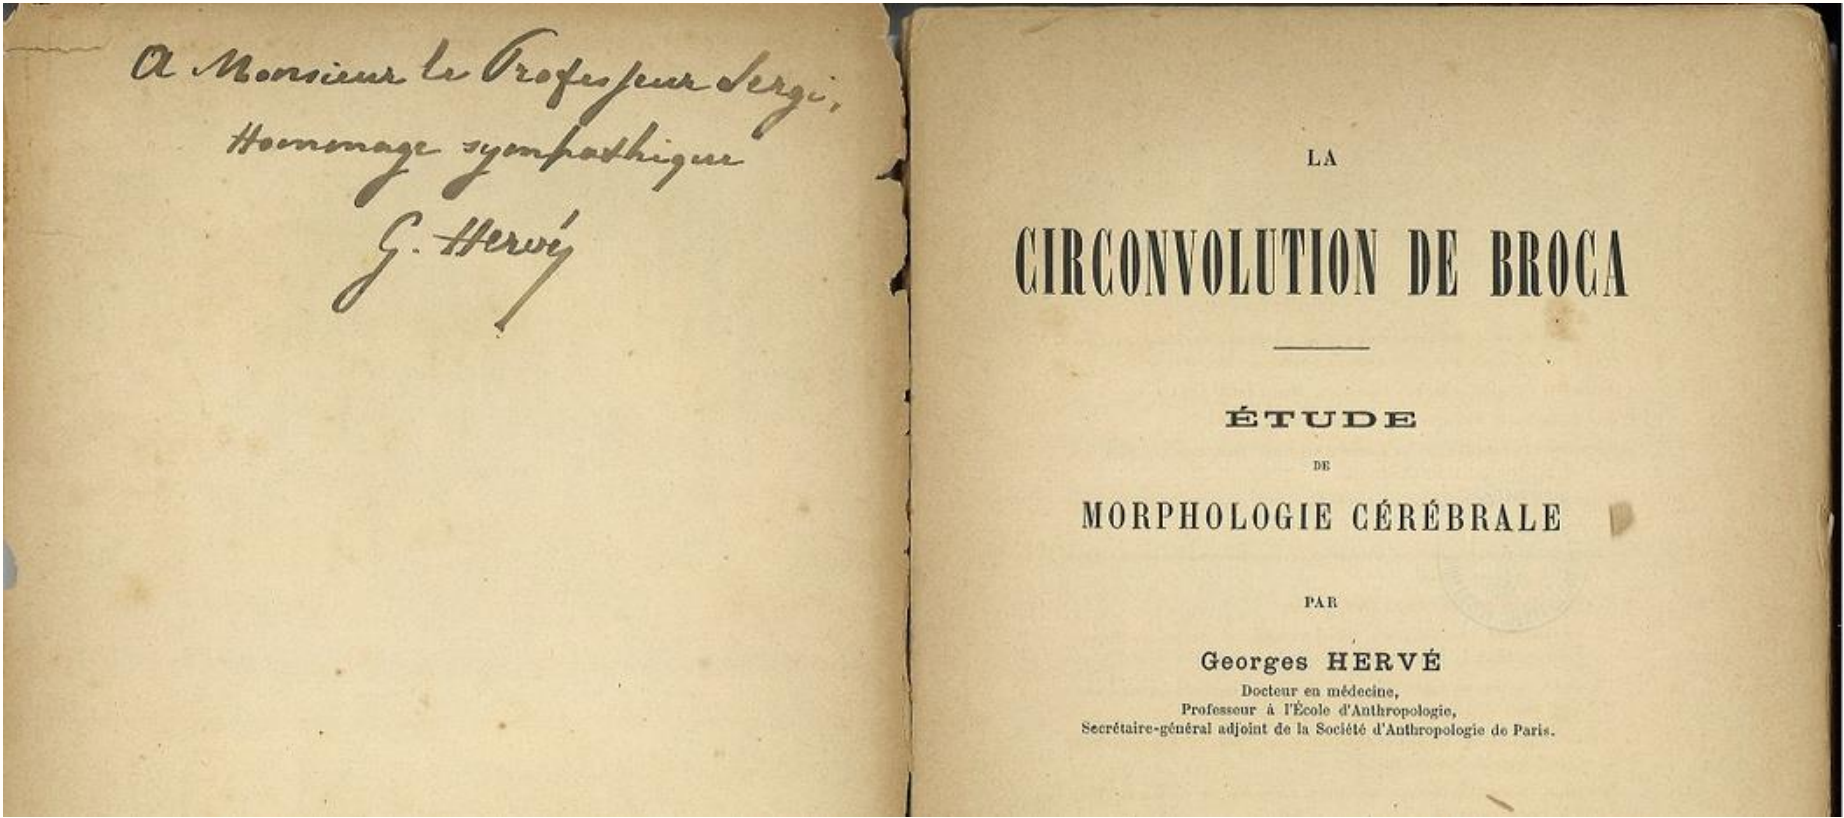 A Monsieur le Professeur Sergi,
Hommage sympathique
G. Hervé
LA
CIRCONVOLUTION DE BROCA
ÉTUDE
DE
MORPHOLOGIE CÉRÉBRALE
PAR
Georges HERVÉ
Docteur en médecine,
Professeur à l'École d'Anthropologie,
Secrétaire-général adjoint de la Société d'Anthropologie de Paris.